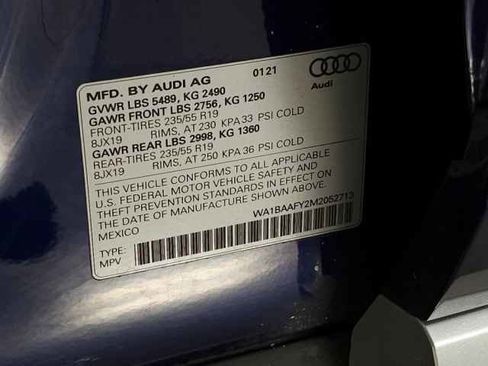 MFD. BY AUDI AG 0121
Audi
GVWR LBS 5489, KG 2490
GAWR FRONT LBS 2756, KG 1250
FRONT-TIRES 235/55 R19
8JX19 RIMS, AT 230 KPA 33 PSI COLD
GAWR REAR LBS 2998, KG 1360
REAR-TIRES 235/55 R19
8JX19 RIMS, AT 250 KPA 36 PSI COLD
THIS VEHICLE CONFORMS TO ALL APPLICABLE
U.S. FEDERAL MOTOR VEHICLE SAFETY AND
THEFT PREVENTION STANDARDS IN EFFECT ON
THE DATE OF MANUFACTURE SHOWN ABOVE.
MEXICO
WA1BAAFY2M2052713
TYPE:
MPV